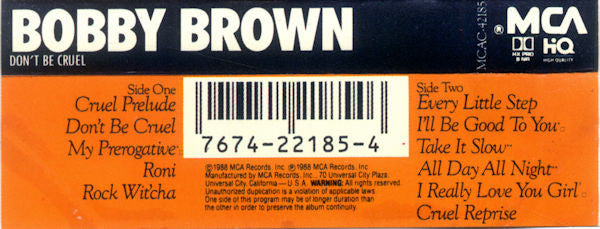 BOBBY BROWN
DON'T BE CRUEL
MCAC-42185
® MCA
HX PRO
B NR
HiQ
HIGH QUALITY
Side One
Cruel Prelude
Don't Be Cruel
My Prerogative
Roni
Rock Wit'cha
7674-22185-4
©1988 MCA Records, Inc. ℗1988 MCA Records, Inc.
Manufactured by MCA Records, Inc., 70 Universal City Plaza,
Universal City, California — U.S.A. WARNING: All rights reserved.
Unauthorized duplication is a violation of applicable laws.
One side of this program may be of longer duration than
the other in order to preserve the album continuity.
Side Two
Every Little Step
I'll Be Good To You
Take It Slow
All Day All Night
I Really Love You Girl
Cruel Reprise